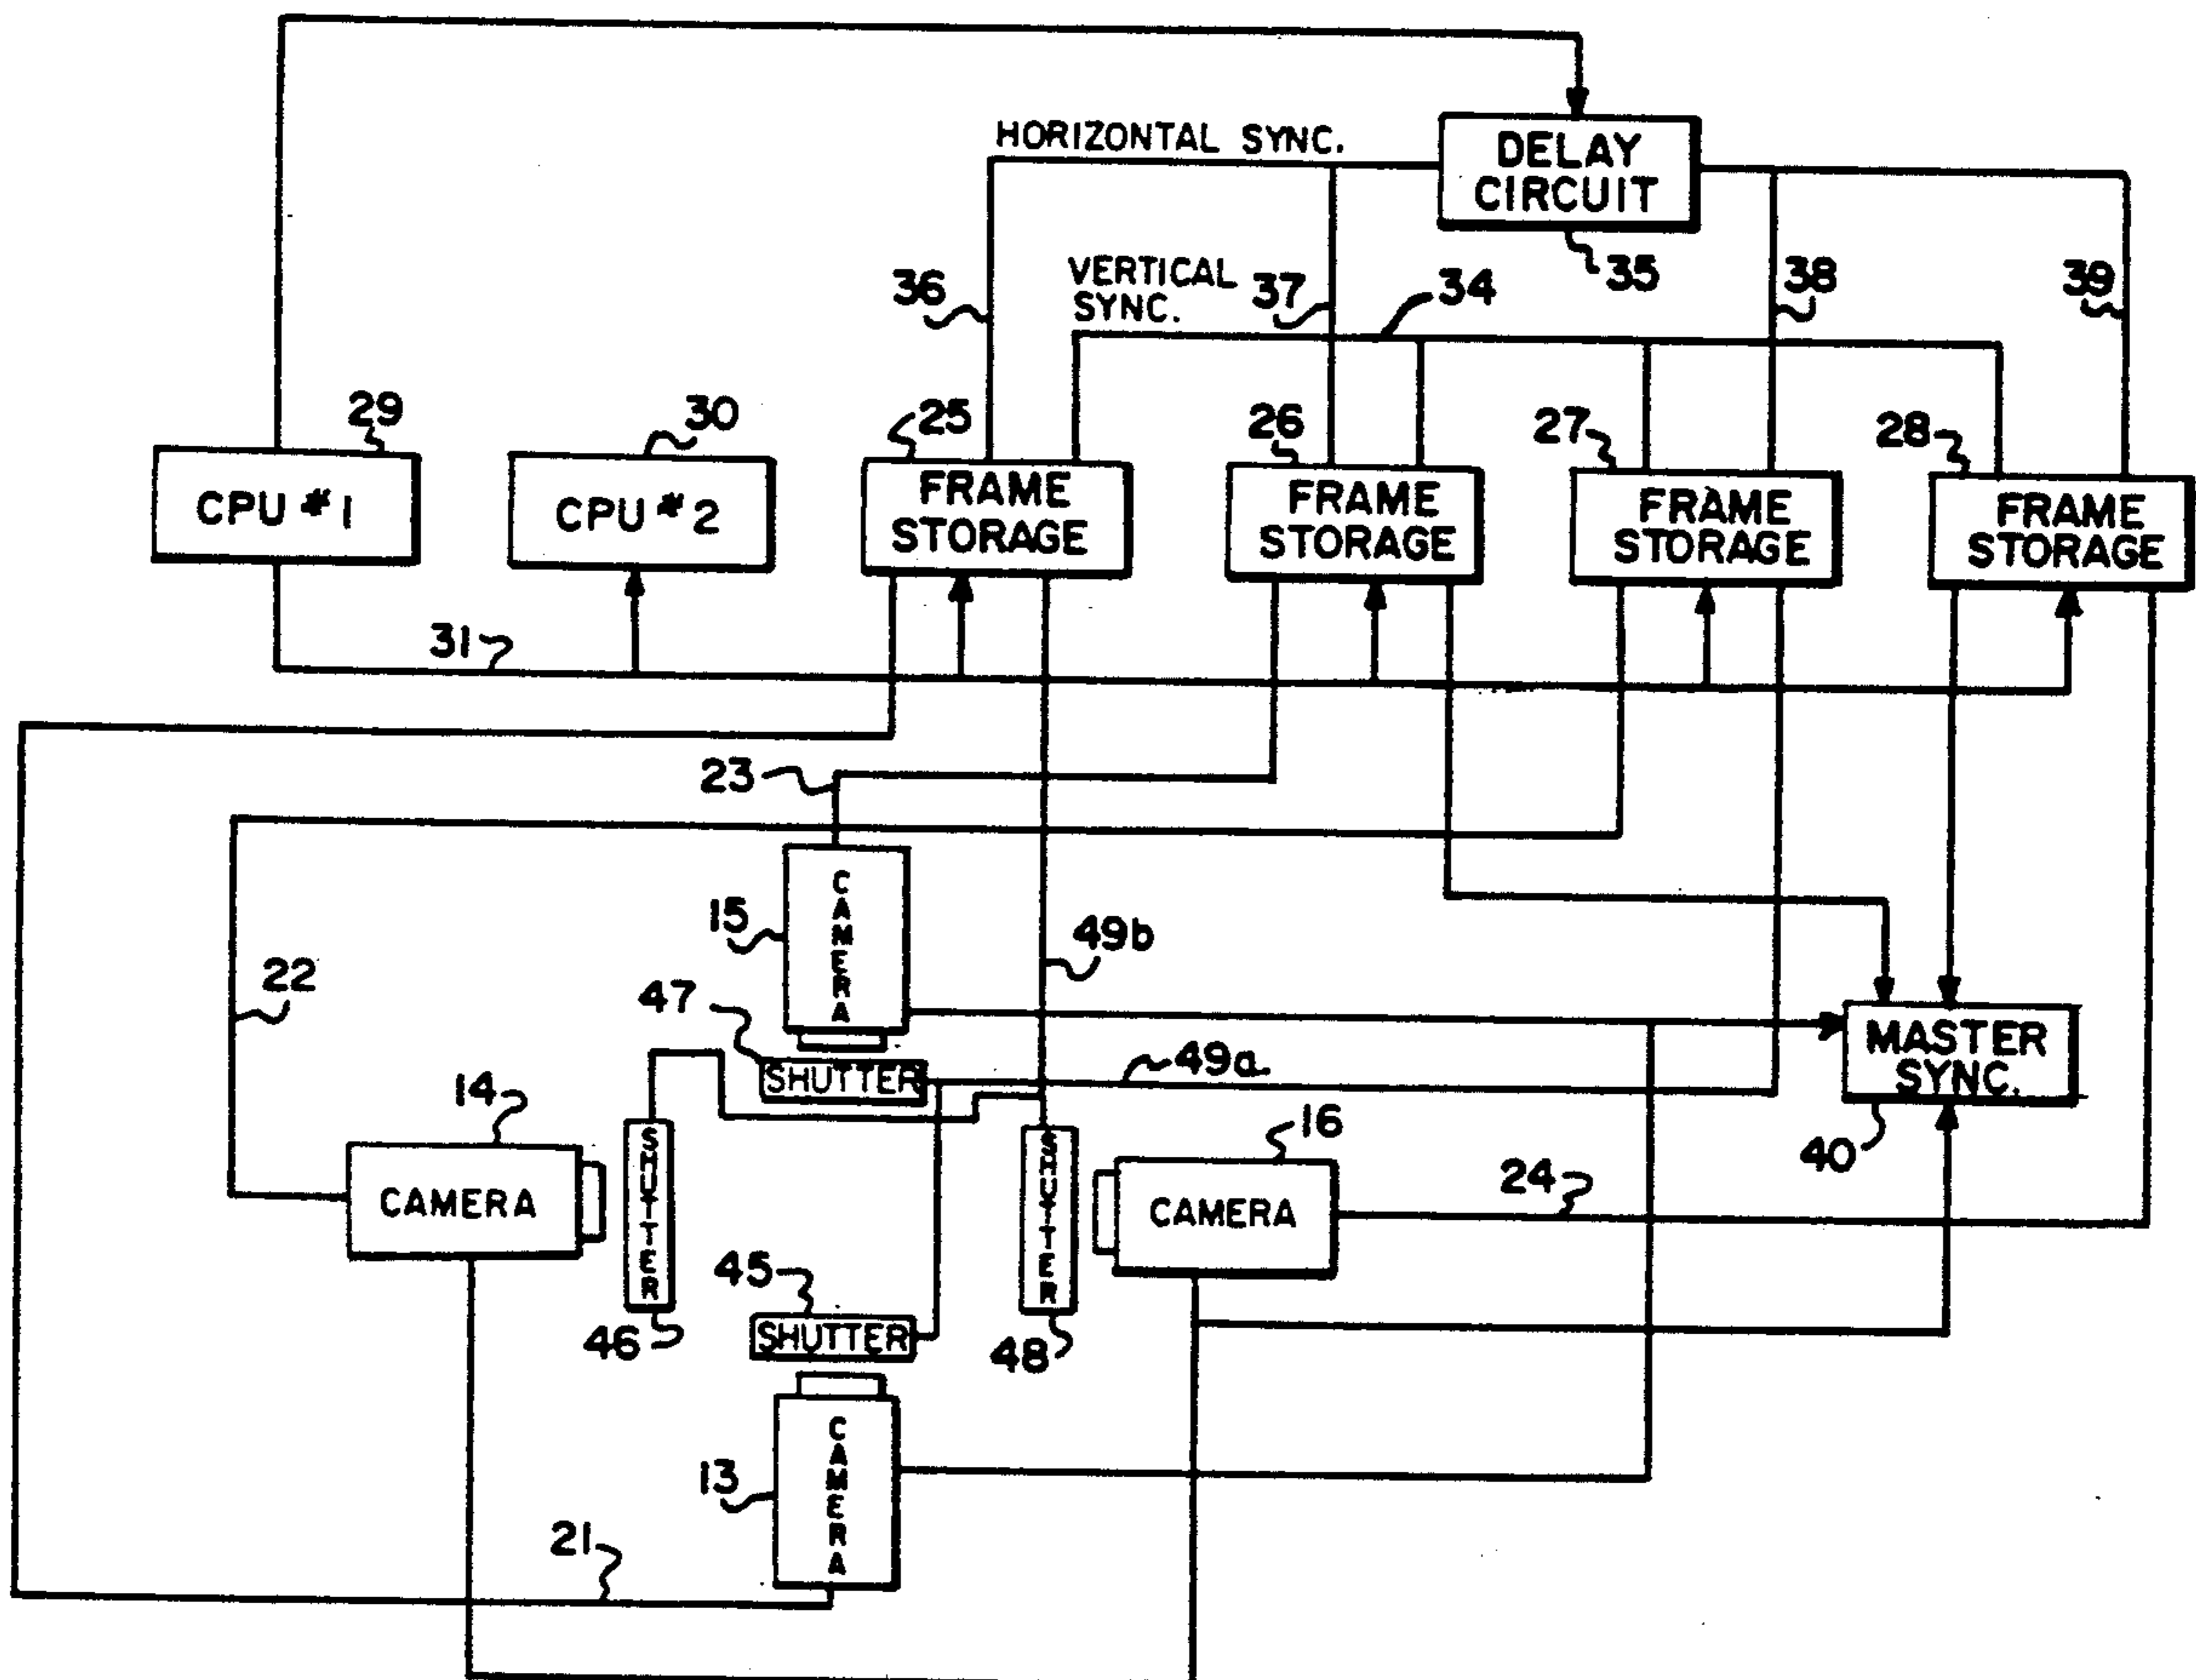 HORIZONTAL SYNC.
DELAY
CIRCUIT
VERTICAL
SYNC.
36
37
34
35
38
39
29
30
25
26
27
28
CPU #1
CPU #2
FRAME
STORAGE
FRAME
STORAGE
FRAME
STORAGE
FRAME
STORAGE
31
23
15
CAMERA
49b
22
47
SHUTTER
49a
MASTER
SYNC.
40
14
CAMERA
SHUTTER
46
SHUTTER
48
16
CAMERA
24
45
SHUTTER
13
CAMERA
21